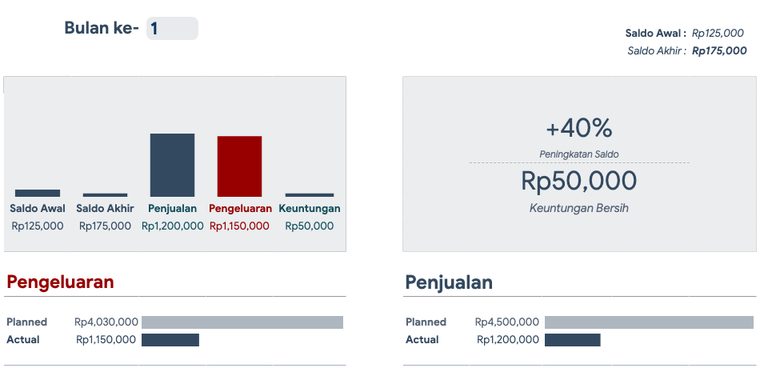 Bulan ke- 1
Saldo Awal : Rp125,000
Saldo Akhir : Rp175,000
Saldo Awal Saldo Akhir Penjualan Pengeluaran Keuntungan
Rp125,000 Rp175,000 Rp1,200,000 Rp1,150,000 Rp50,000
+40%
Peningkatan Saldo
Rp50,000
Keuntungan Bersih
Pengeluaran
Planned Rp4,030,000
Actual Rp1,150,000
Penjualan
Planned Rp4,500,000
Actual Rp1,200,000